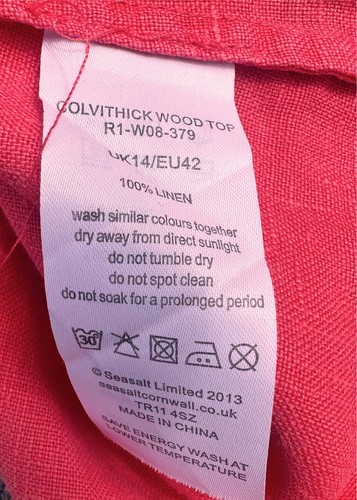 COLVITHICK WOOD TOP
R1-W08-379
UK14/EU42
100% LINEN
wash similar colours together
dry away from direct sunlight
do not tumble dry
do not spot clean
do not soak for a prolonged period
30
© Seasalt Limited 2013
seasaltcornwall.co.uk
TR11 4SZ
MADE IN CHINA
SAVE ENERGY WASH AT
LOWER TEMPERATURE